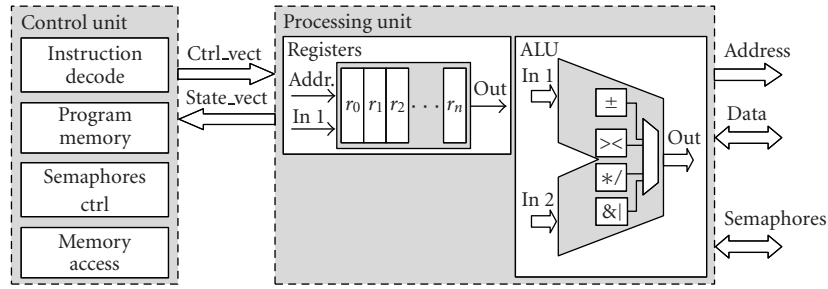 Control unit
Instruction
decode
Program
memory
Semaphores
ctrl
Memory
access
Ctrl_vect
State_vect
Processing unit
Registers
Addr.
In 1
r0 r1 r2 . . . rn
Out
ALU
In 1
In 2
±
><
*/
&|
Out
Address
Data
Semaphores